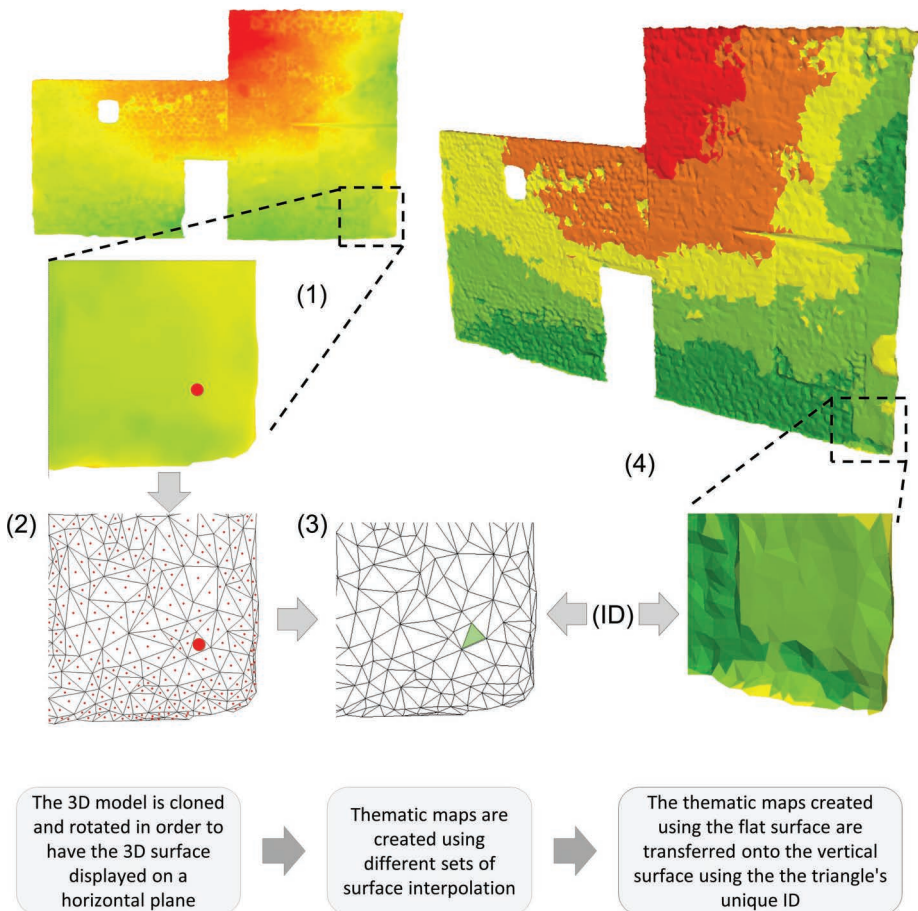 (1)
(4)
(2)
(3)
(ID)
The 3D model is cloned
and rotated in order to
have the 3D surface
displayed on a
horizontal plane
Thematic maps are
created using
different sets of
surface interpolation
The thematic maps created
using the flat surface are
transferred onto the vertical
surface using the the triangle's
unique ID